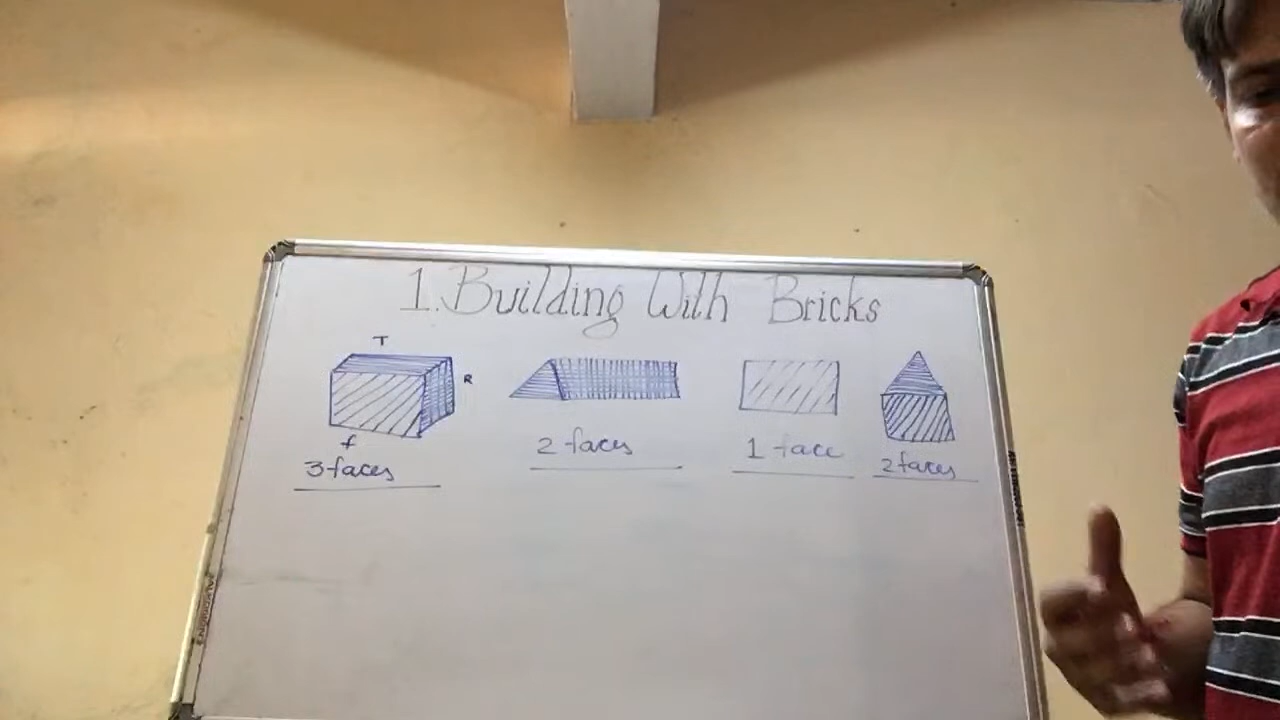 1. Building With Bricks
T
R
f
3 faces
2 faces
1 face
2 faces